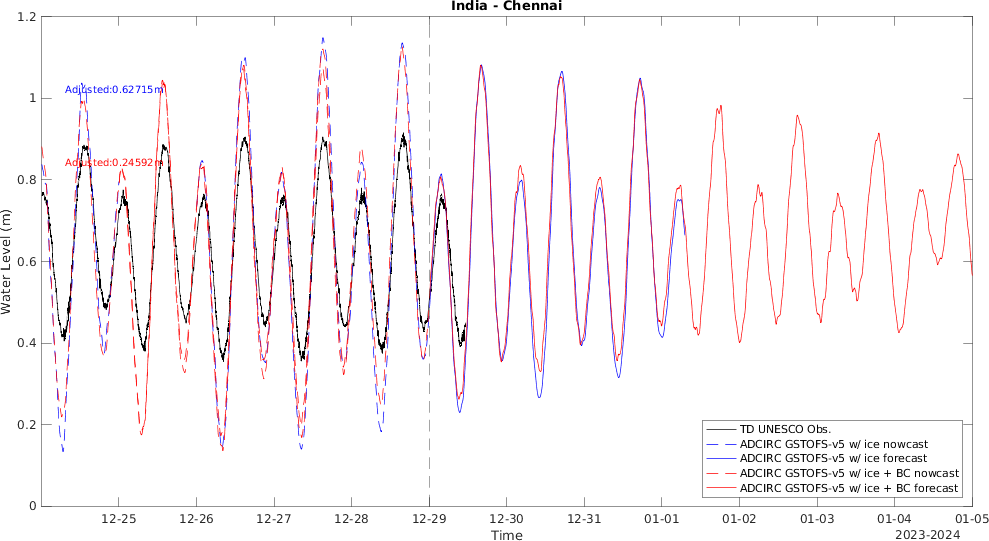 India - Chennai
1.2
1
0.8
0.6
0.4
0.2
0
Water Level (m)
Adjusted:0.62715m
Adjusted:0.24592m
TD UNESCO Obs.
ADCIRC GSTOFS-v5 w/ ice nowcast
ADCIRC GSTOFS-v5 w/ ice forecast
ADCIRC GSTOFS-v5 w/ ice + BC nowcast
ADCIRC GSTOFS-v5 w/ ice + BC forecast
12-25 12-26 12-27 12-28 12-29 12-30 12-31 01-01 01-02 01-03 01-04 01-05
Time
2023-2024